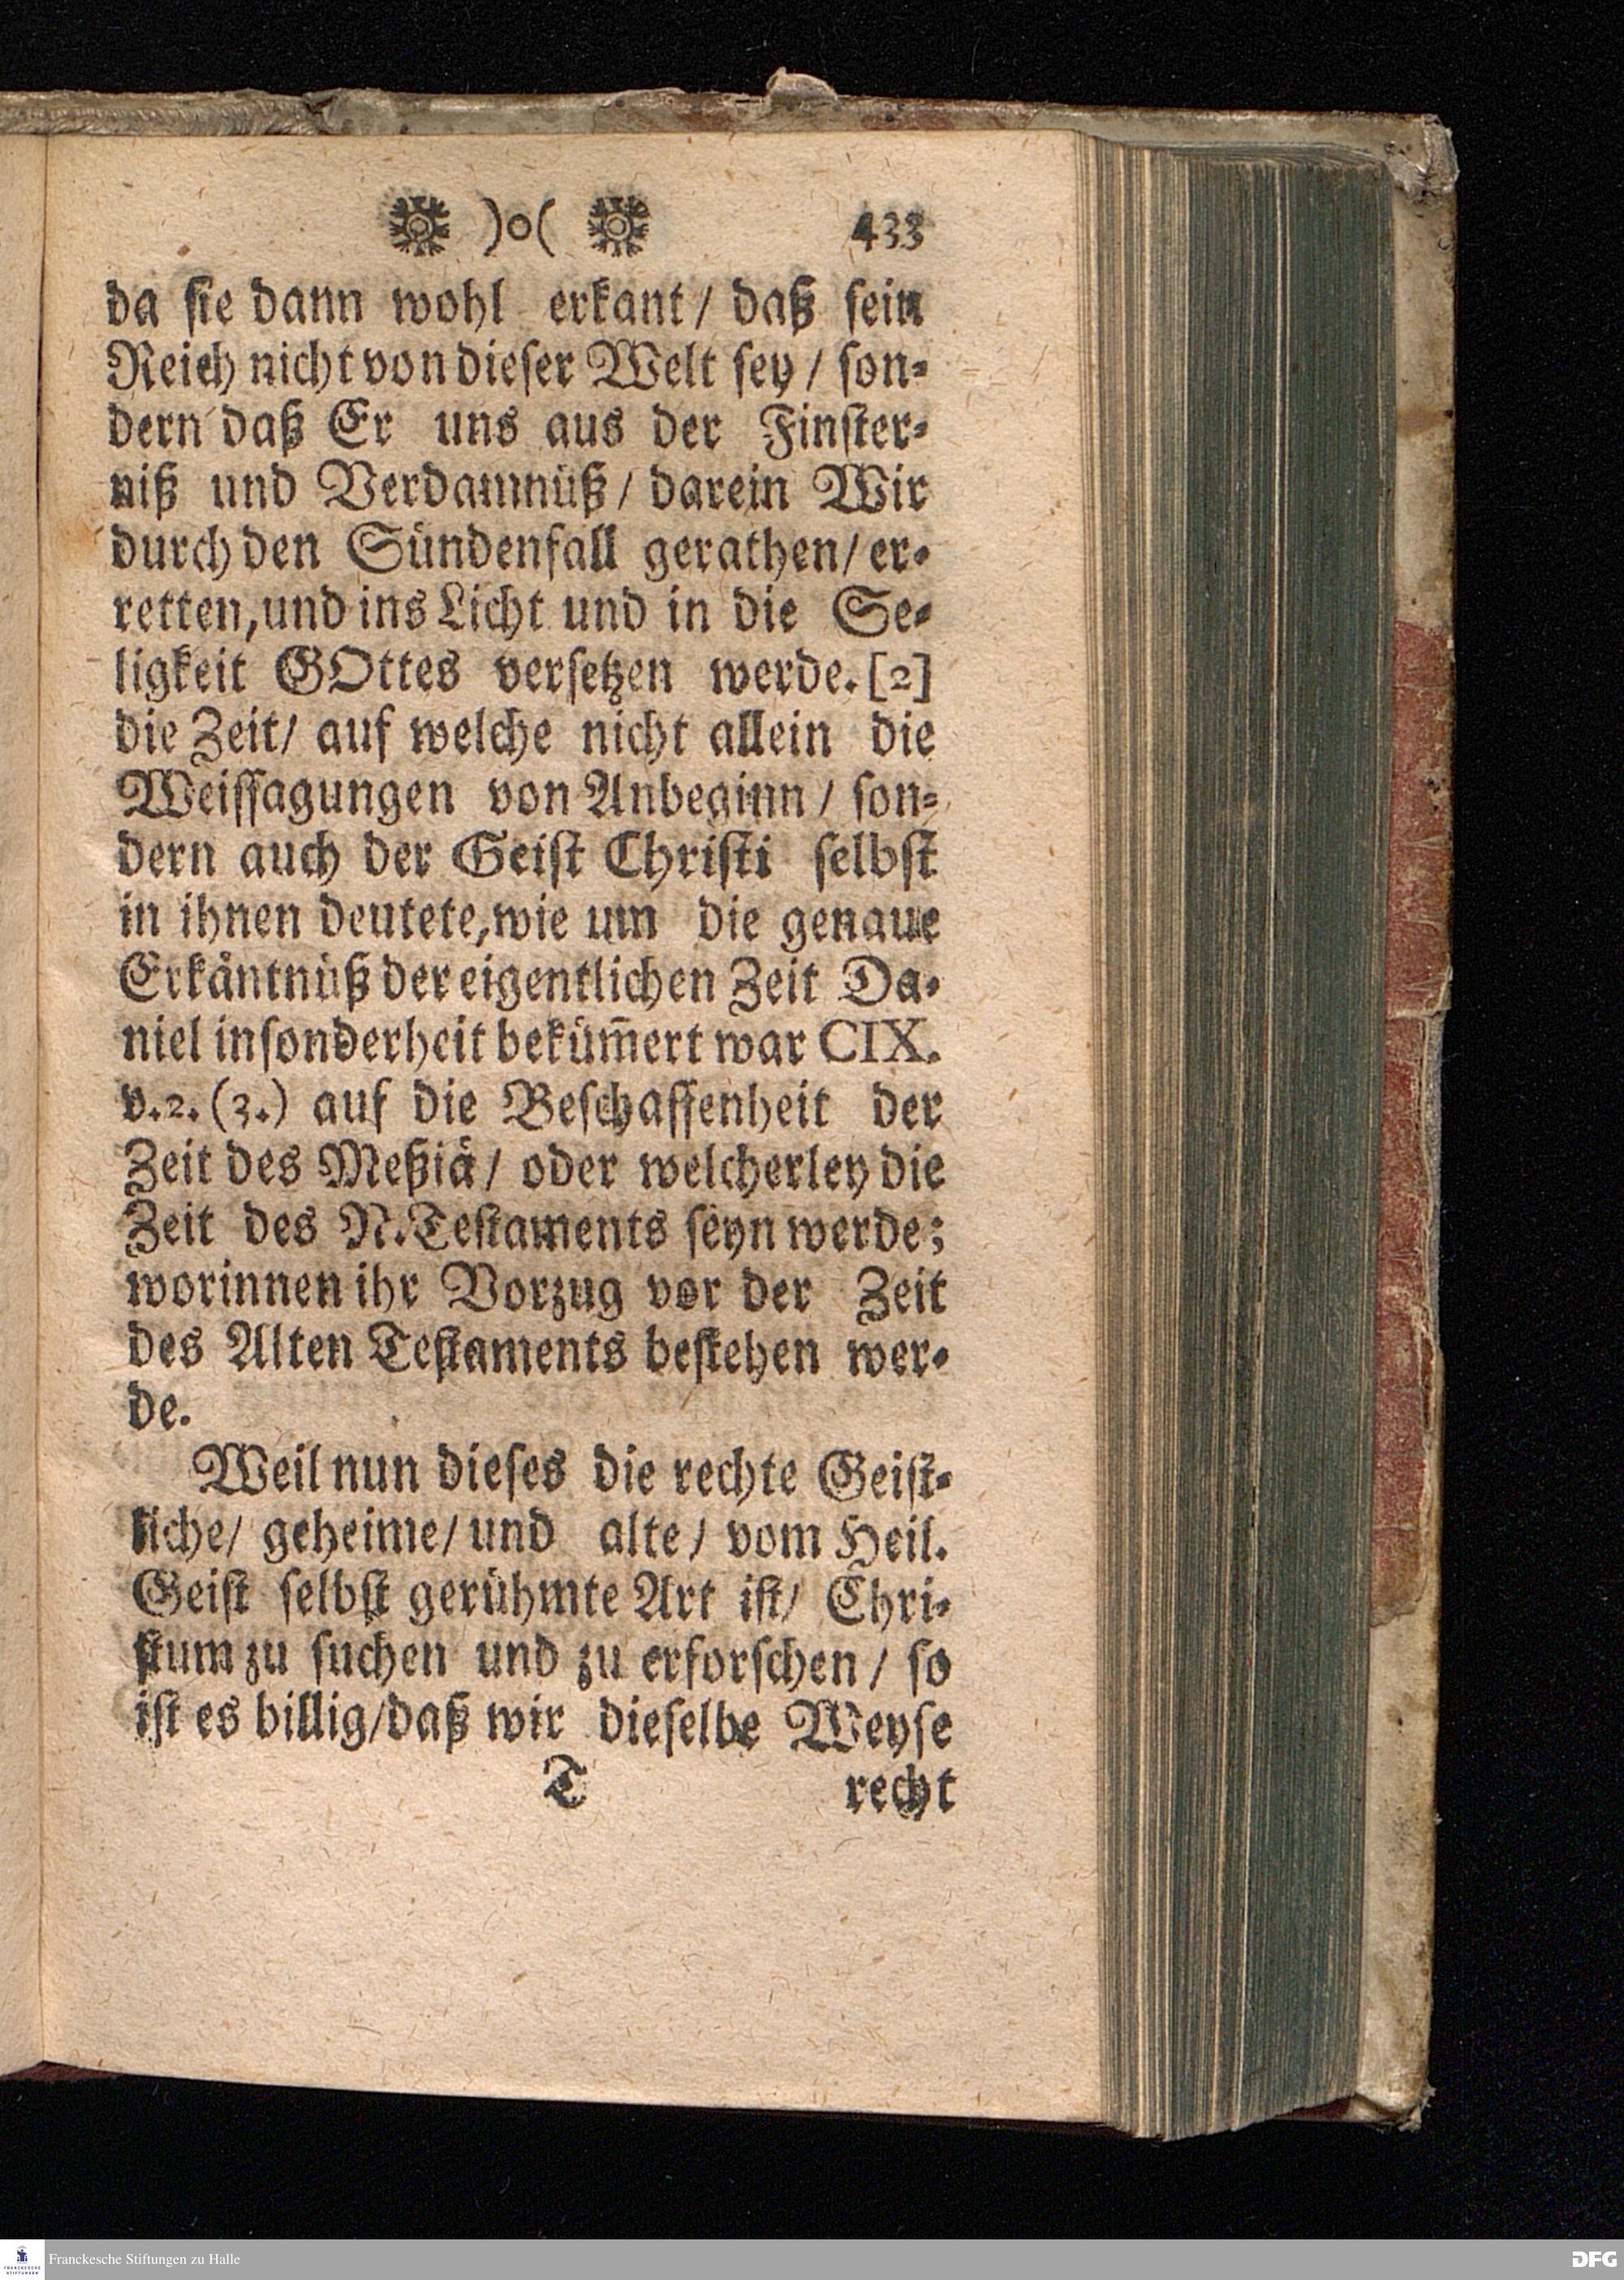 )o( 433
da sie dann wohl erkant / daß sein
Reich nicht von dieser Welt sey / son-
dern daß Er uns aus der Finster-
niß und Verdamnüß / darein Wir
durch den Sündenfall gerathen / er-
retten, und ins Licht und in die Se-
ligkeit GOttes versetzen werde. [2]
die Zeit / auf welche nicht allein die
Weissagungen von Anbeginn / son-
dern auch der Geist Christi selbst
in ihnen deutete, wie um die genaue
Erkäntnüß der eigentlichen Zeit Da-
niel insonderheit beküm̃ert war CIX.
v. 2. (3.) auf die Beschaffenheit der
Zeit des Meßiä / oder welcherley die
Zeit des N. Testaments seyn werde;
worinnen ihr Vorzug vor der Zeit
des Alten Testaments bestehen wer-
de.
Weil nun dieses die rechte Geist-
liche / geheime / und alte / vom Heil.
Geist selbst gerühmte Art ist / Chri-
stum zu suchen und zu erforschen / so
ist es billig / daß wir dieselbe Weyse
T recht
Franckesche Stiftungen zu Halle
DFG